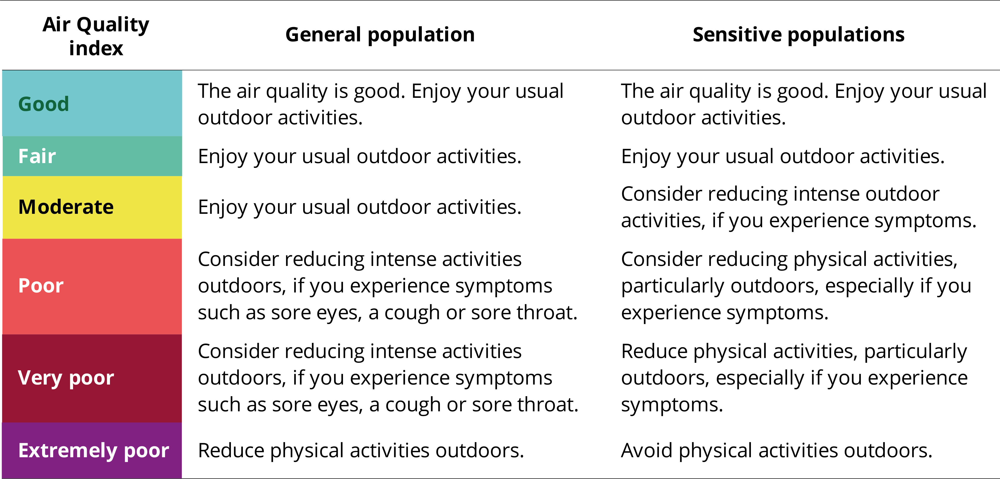 Air Quality
index
General population
Sensitive populations
Good
The air quality is good. Enjoy your usual
outdoor activities.
The air quality is good. Enjoy your usual
outdoor activities.
Fair
Enjoy your usual outdoor activities.
Enjoy your usual outdoor activities.
Moderate
Enjoy your usual outdoor activities.
Consider reducing intense outdoor
activities, if you experience symptoms.
Poor
Consider reducing intense activities
outdoors, if you experience symptoms
such as sore eyes, a cough or sore throat.
Consider reducing physical activities,
particularly outdoors, especially if you
experience symptoms.
Very poor
Consider reducing intense activities
outdoors, if you experience symptoms
such as sore eyes, a cough or sore throat.
Reduce physical activities, particularly
outdoors, especially if you experience
symptoms.
Extremely poor
Reduce physical activities outdoors.
Avoid physical activities outdoors.